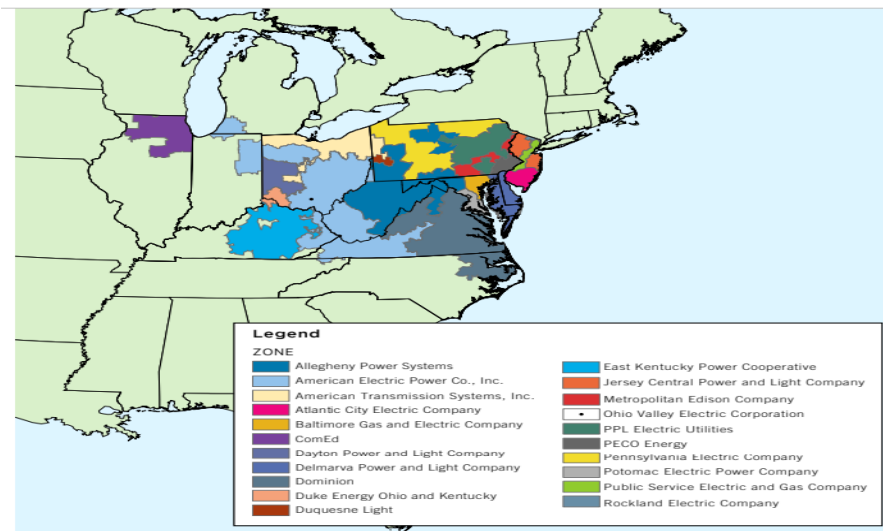 Legend
ZONE
Allegheny Power Systems
American Electric Power Co., Inc.
American Transmission Systems, Inc.
Atlantic City Electric Company
Baltimore Gas and Electric Company
ComEd
Dayton Power and Light Company
Delmarva Power and Light Company
Dominion
Duke Energy Ohio and Kentucky
Duquesne Light
East Kentucky Power Cooperative
Jersey Central Power and Light Company
Metropolitan Edison Company
Ohio Valley Electric Corporation
PPL Electric Utilities
PECO Energy
Pennsylvania Electric Company
Potomac Electric Power Company
Public Service Electric and Gas Company
Rockland Electric Company